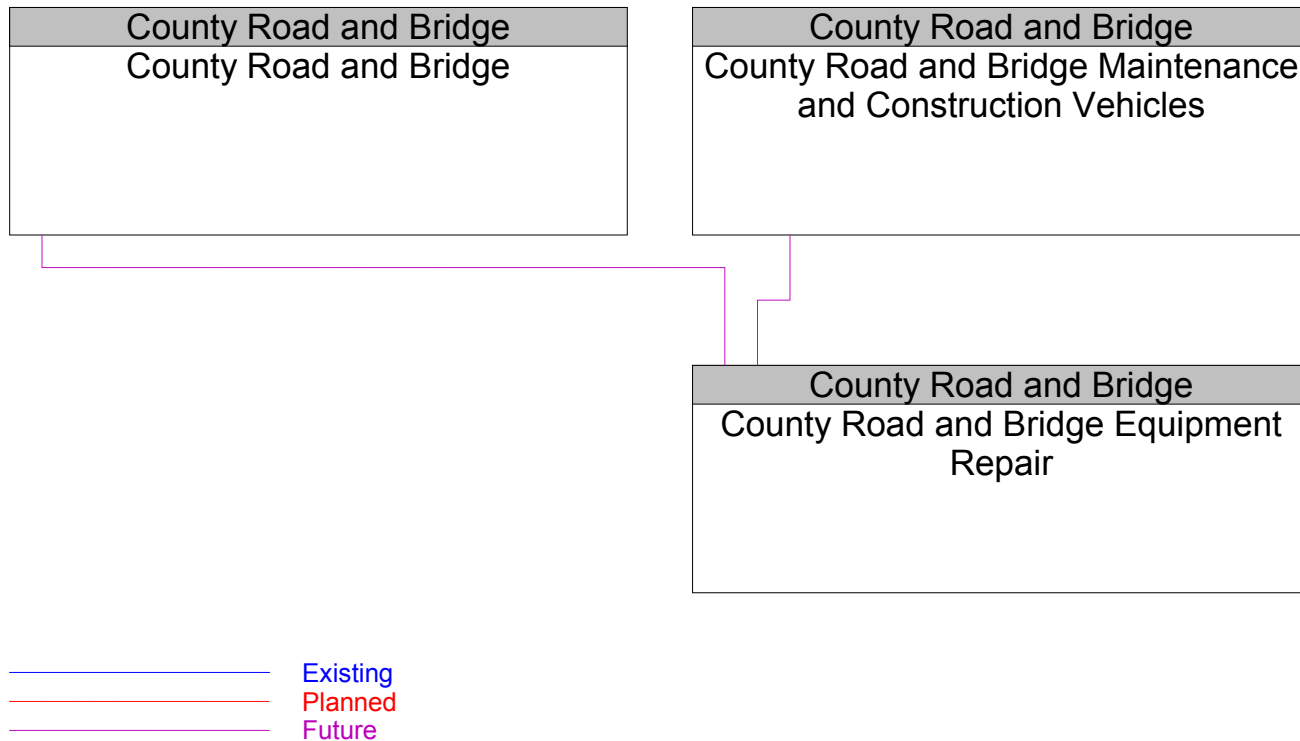 County Road and Bridge
County Road and Bridge
County Road and Bridge
County Road and Bridge Maintenance
and Construction Vehicles
County Road and Bridge
County Road and Bridge Equipment
Repair
Existing
Planned
Future